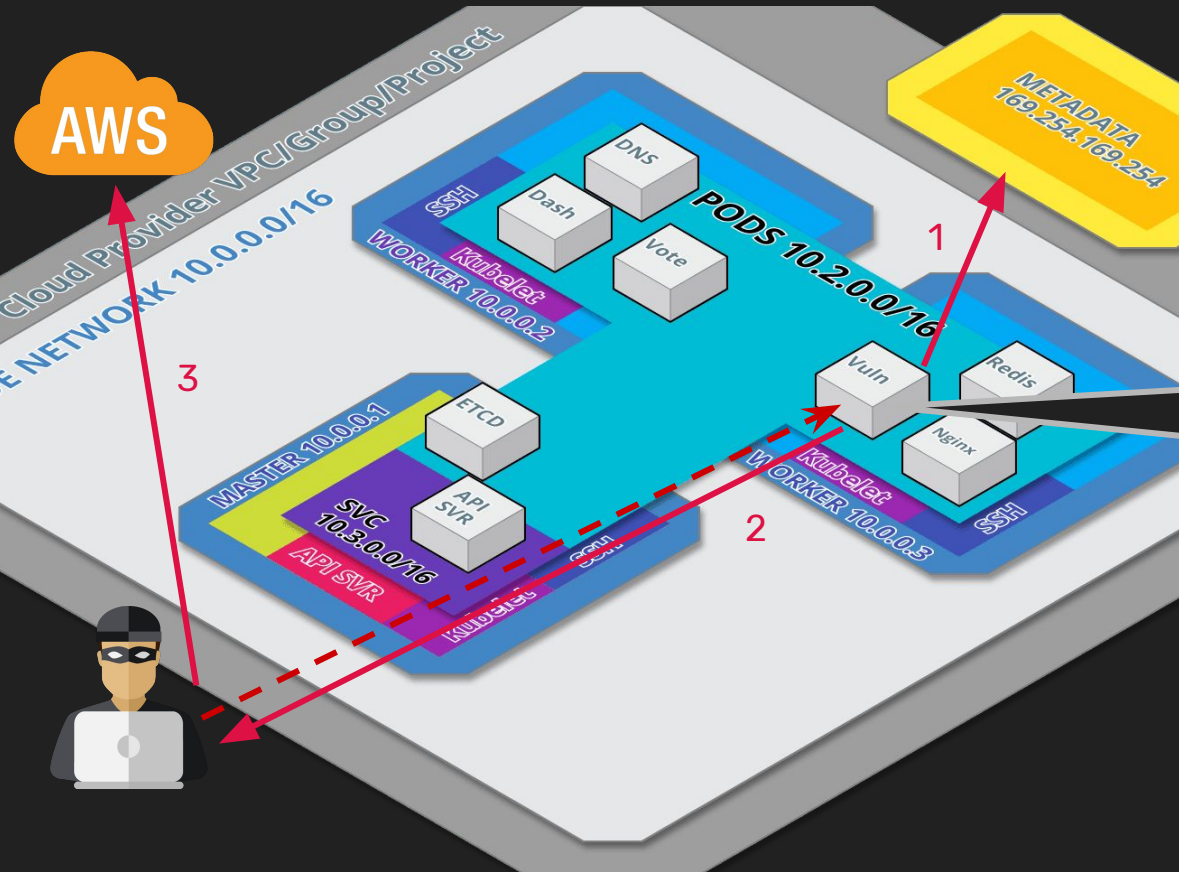 AWS
Cloud Provider VPC/Group/Project
NETWORK 10.0.0.0/16
METADATA
169.254.169.254
1
DNS
Dash
Vote
PODS 10.2.0.0/16
SSH
Kubelet
WORKER 10.0.0.2
3
Vuln
Redis
Nginx
Kubelet
SSH
WORKER 10.0.0.3
2
ETCD
MASTER 10.0.0.1
API
SVR
SVC
10.3.0.0/16
API SVR
SSH
Kubelet